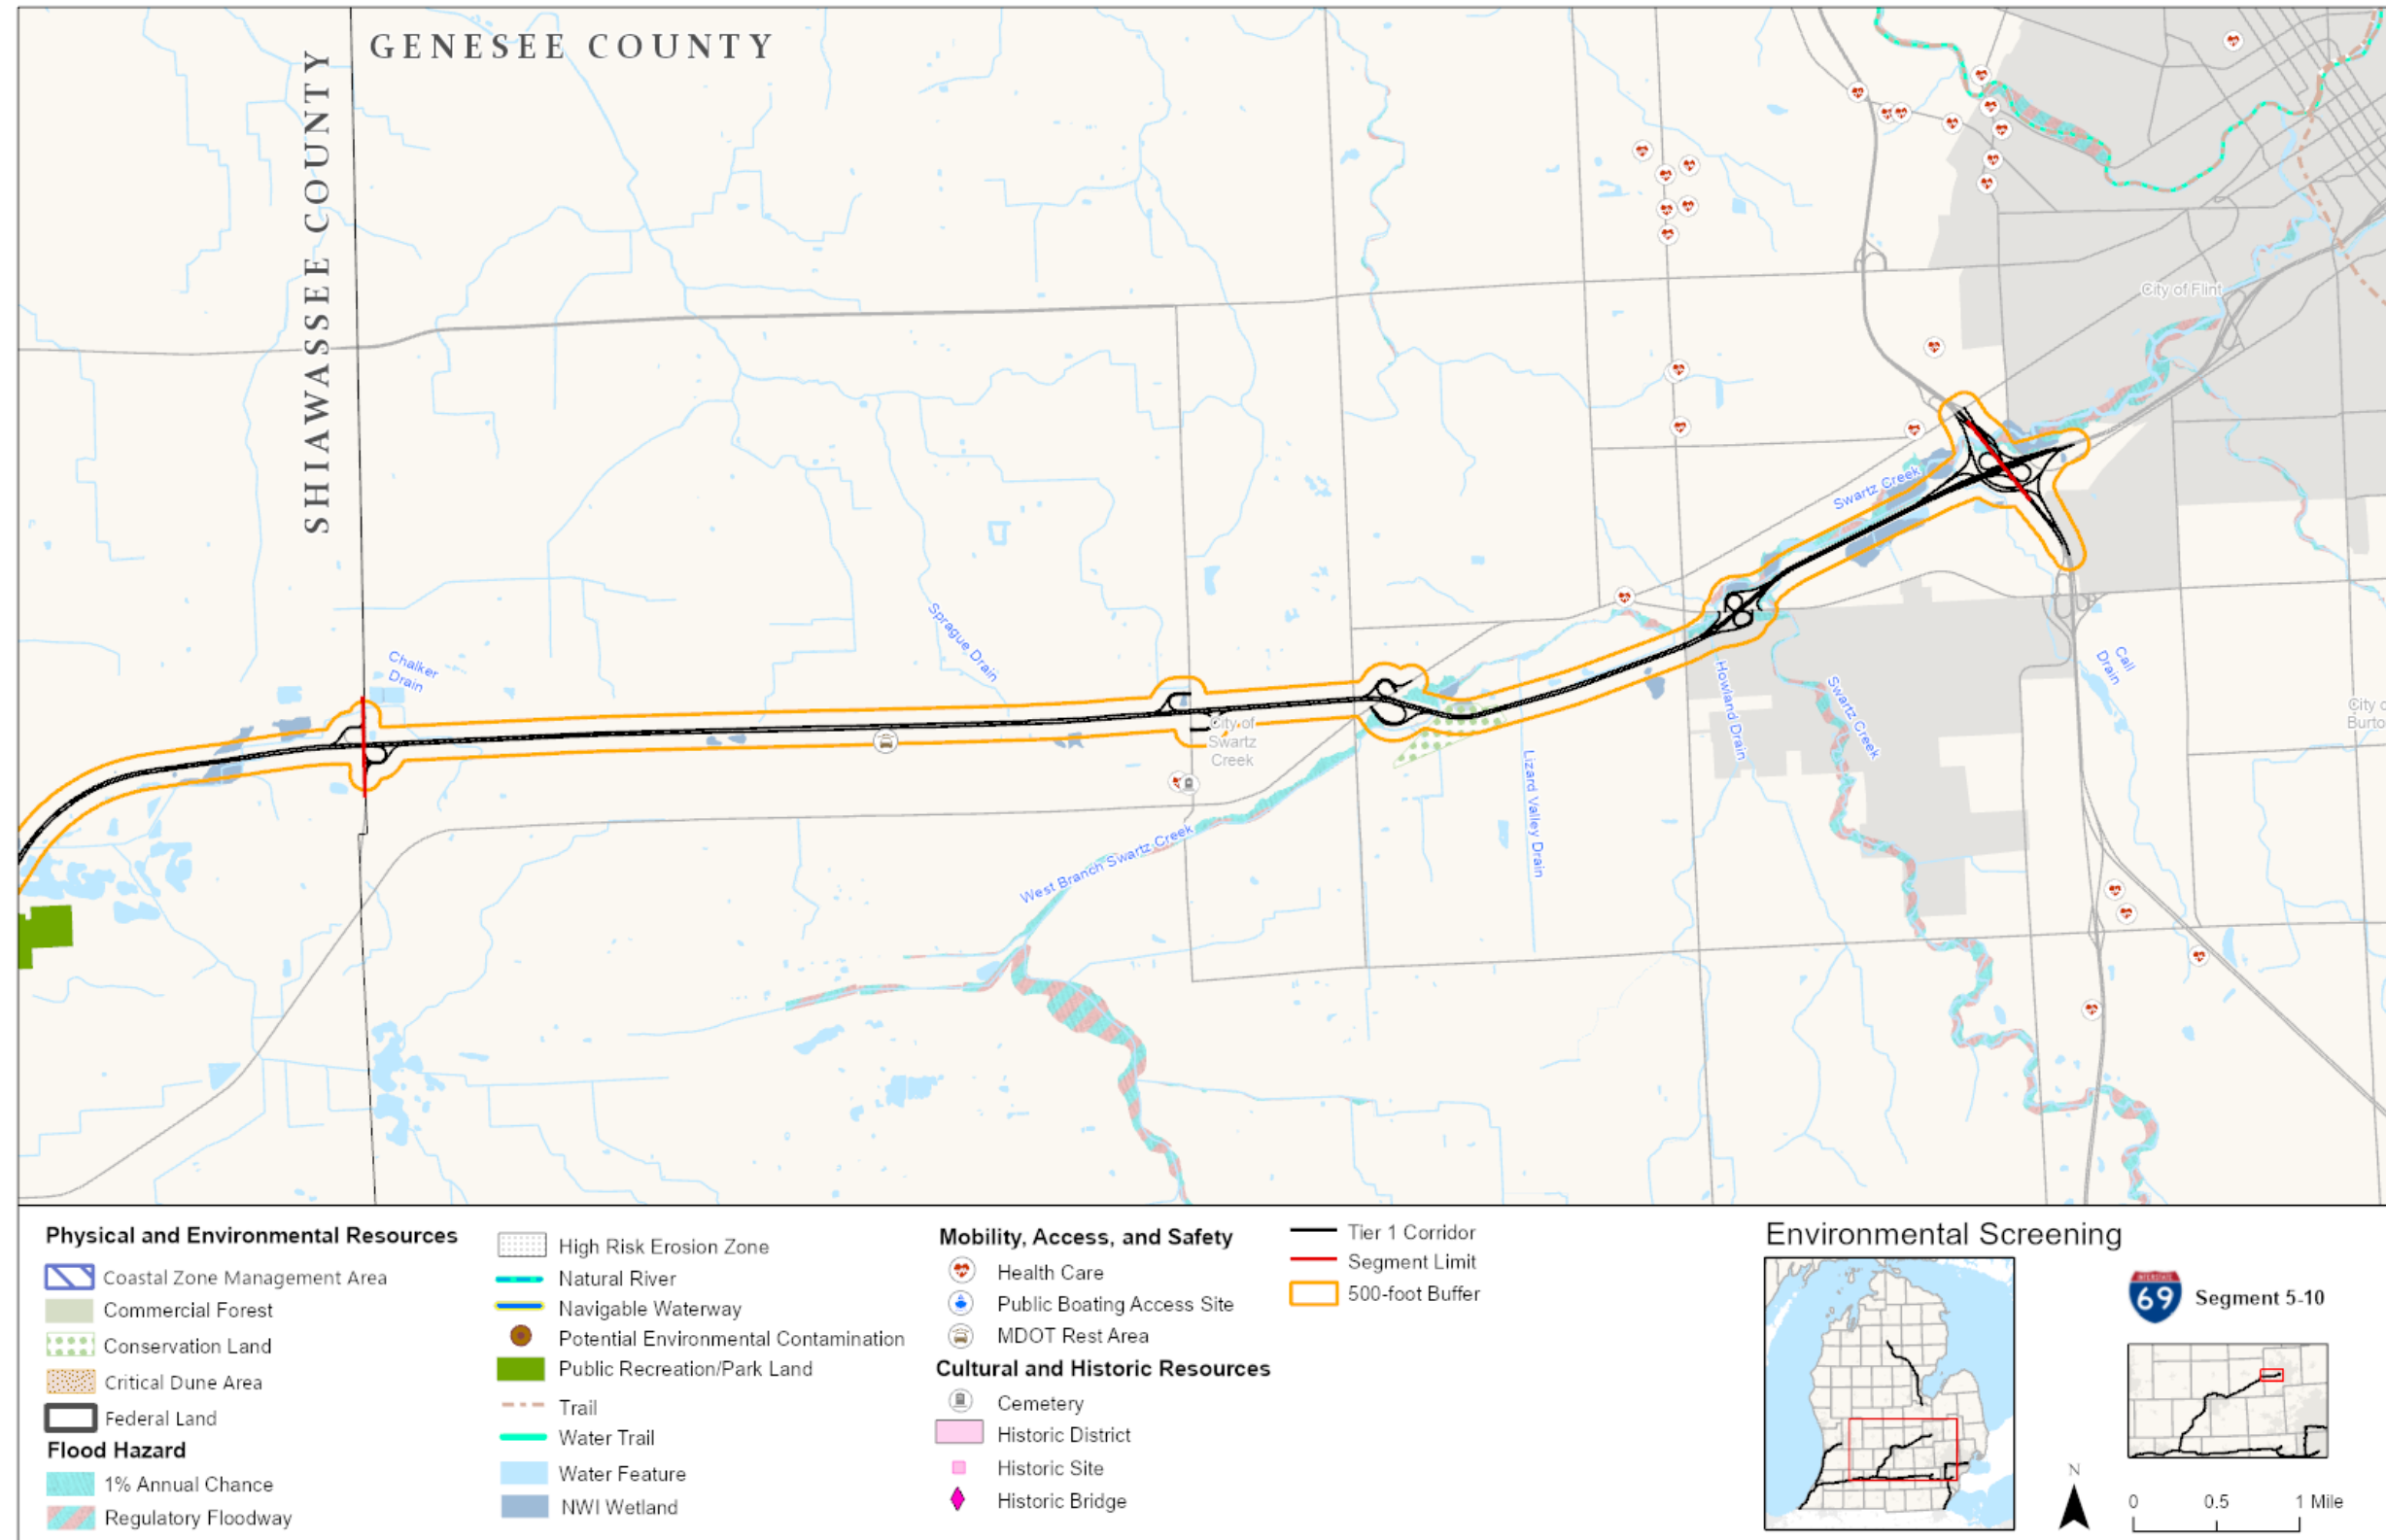 GENESEE COUNTY
SHIAWASSEE COUNTY
City of Flint
Swartz Creek
Chalker
Drain
Sprague Drain
City of
Swartz
Creek
Howland Drain
Swartz Creek
Call
Drain
City o
Burto
Lizard Valley Drain
West Branch Swartz Creek
Physical and Environmental Resources
Coastal Zone Management Area
Commercial Forest
Conservation Land
Critical Dune Area
Federal Land
Flood Hazard
1% Annual Chance
Regulatory Floodway
High Risk Erosion Zone
Natural River
Navigable Waterway
Potential Environmental Contamination
Public Recreation/Park Land
Trail
Water Trail
Water Feature
NWI Wetland
Mobility, Access, and Safety
Health Care
Public Boating Access Site
MDOT Rest Area
Cultural and Historic Resources
Cemetery
Historic District
Historic Site
Historic Bridge
Tier 1 Corridor
Segment Limit
500-foot Buffer
Environmental Screening
INTERSTATE
69
Segment 5-10
N
0 0.5 1 Mile